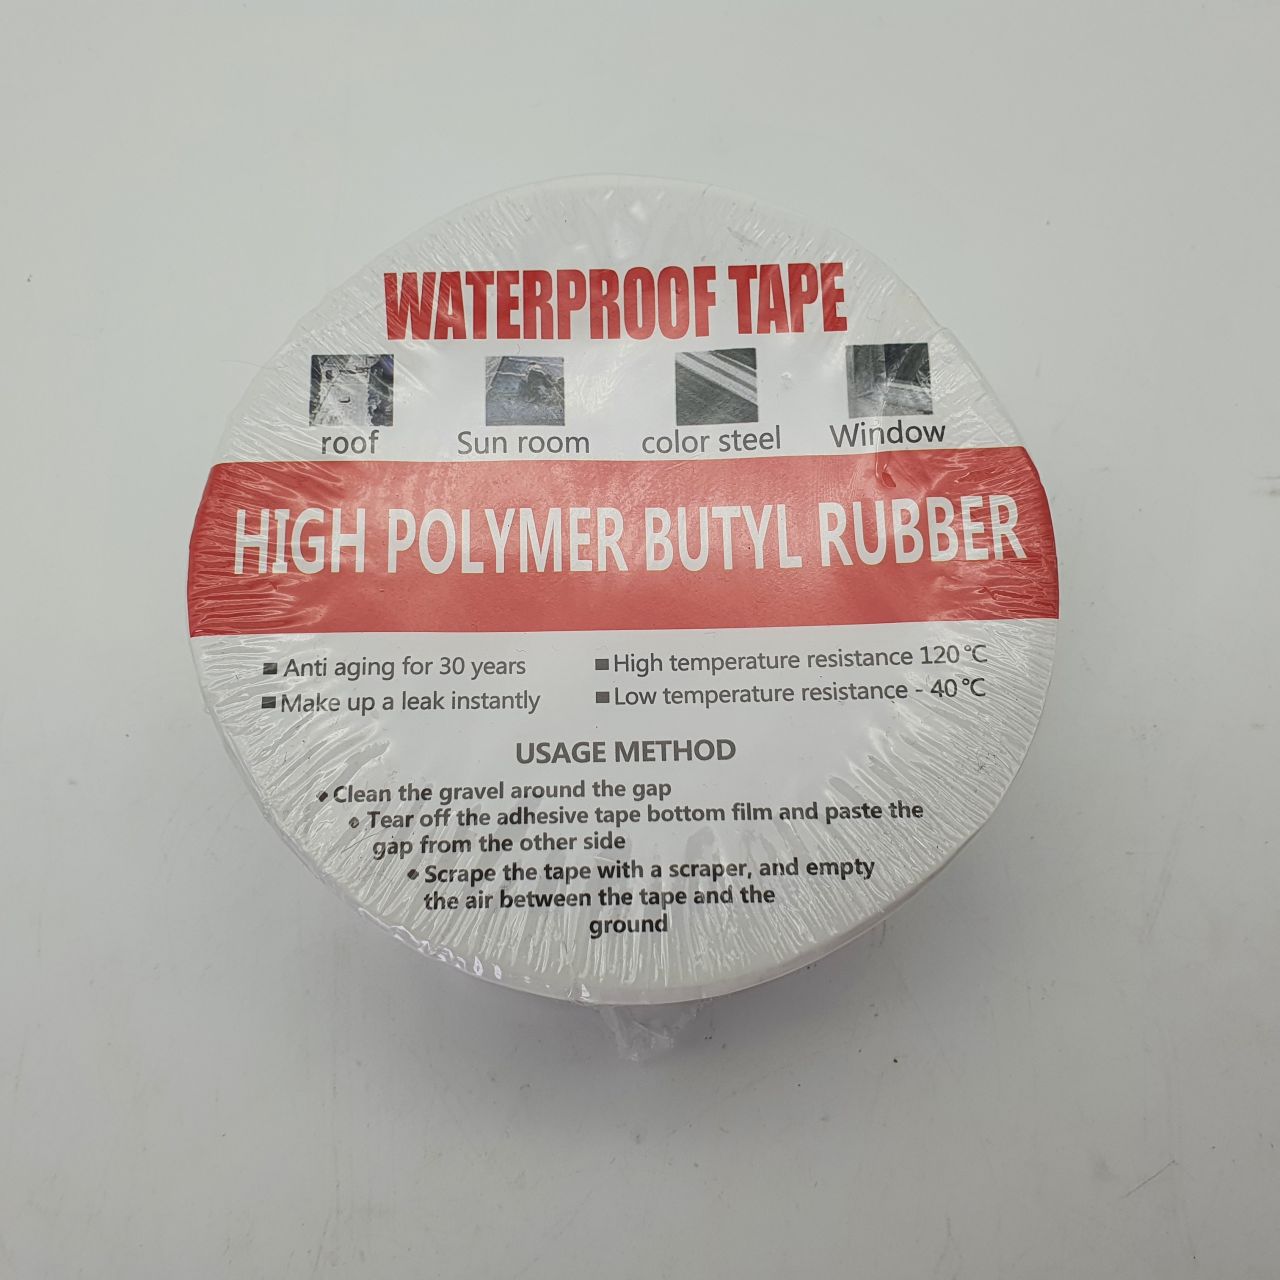 WATERPROOF TAPE
roof Sun room color steel Window
HIGH POLYMER BUTYL RUBBER
Anti aging for 30 years High temperature resistance 120℃
Make up a leak instantly Low temperature resistance - 40℃
USAGE METHOD
Clean the gravel around the gap
Tear off the adhesive tape bottom film and paste the
gap from the other side
Scrape the tape with a scraper, and empty
the air between the tape and the
ground